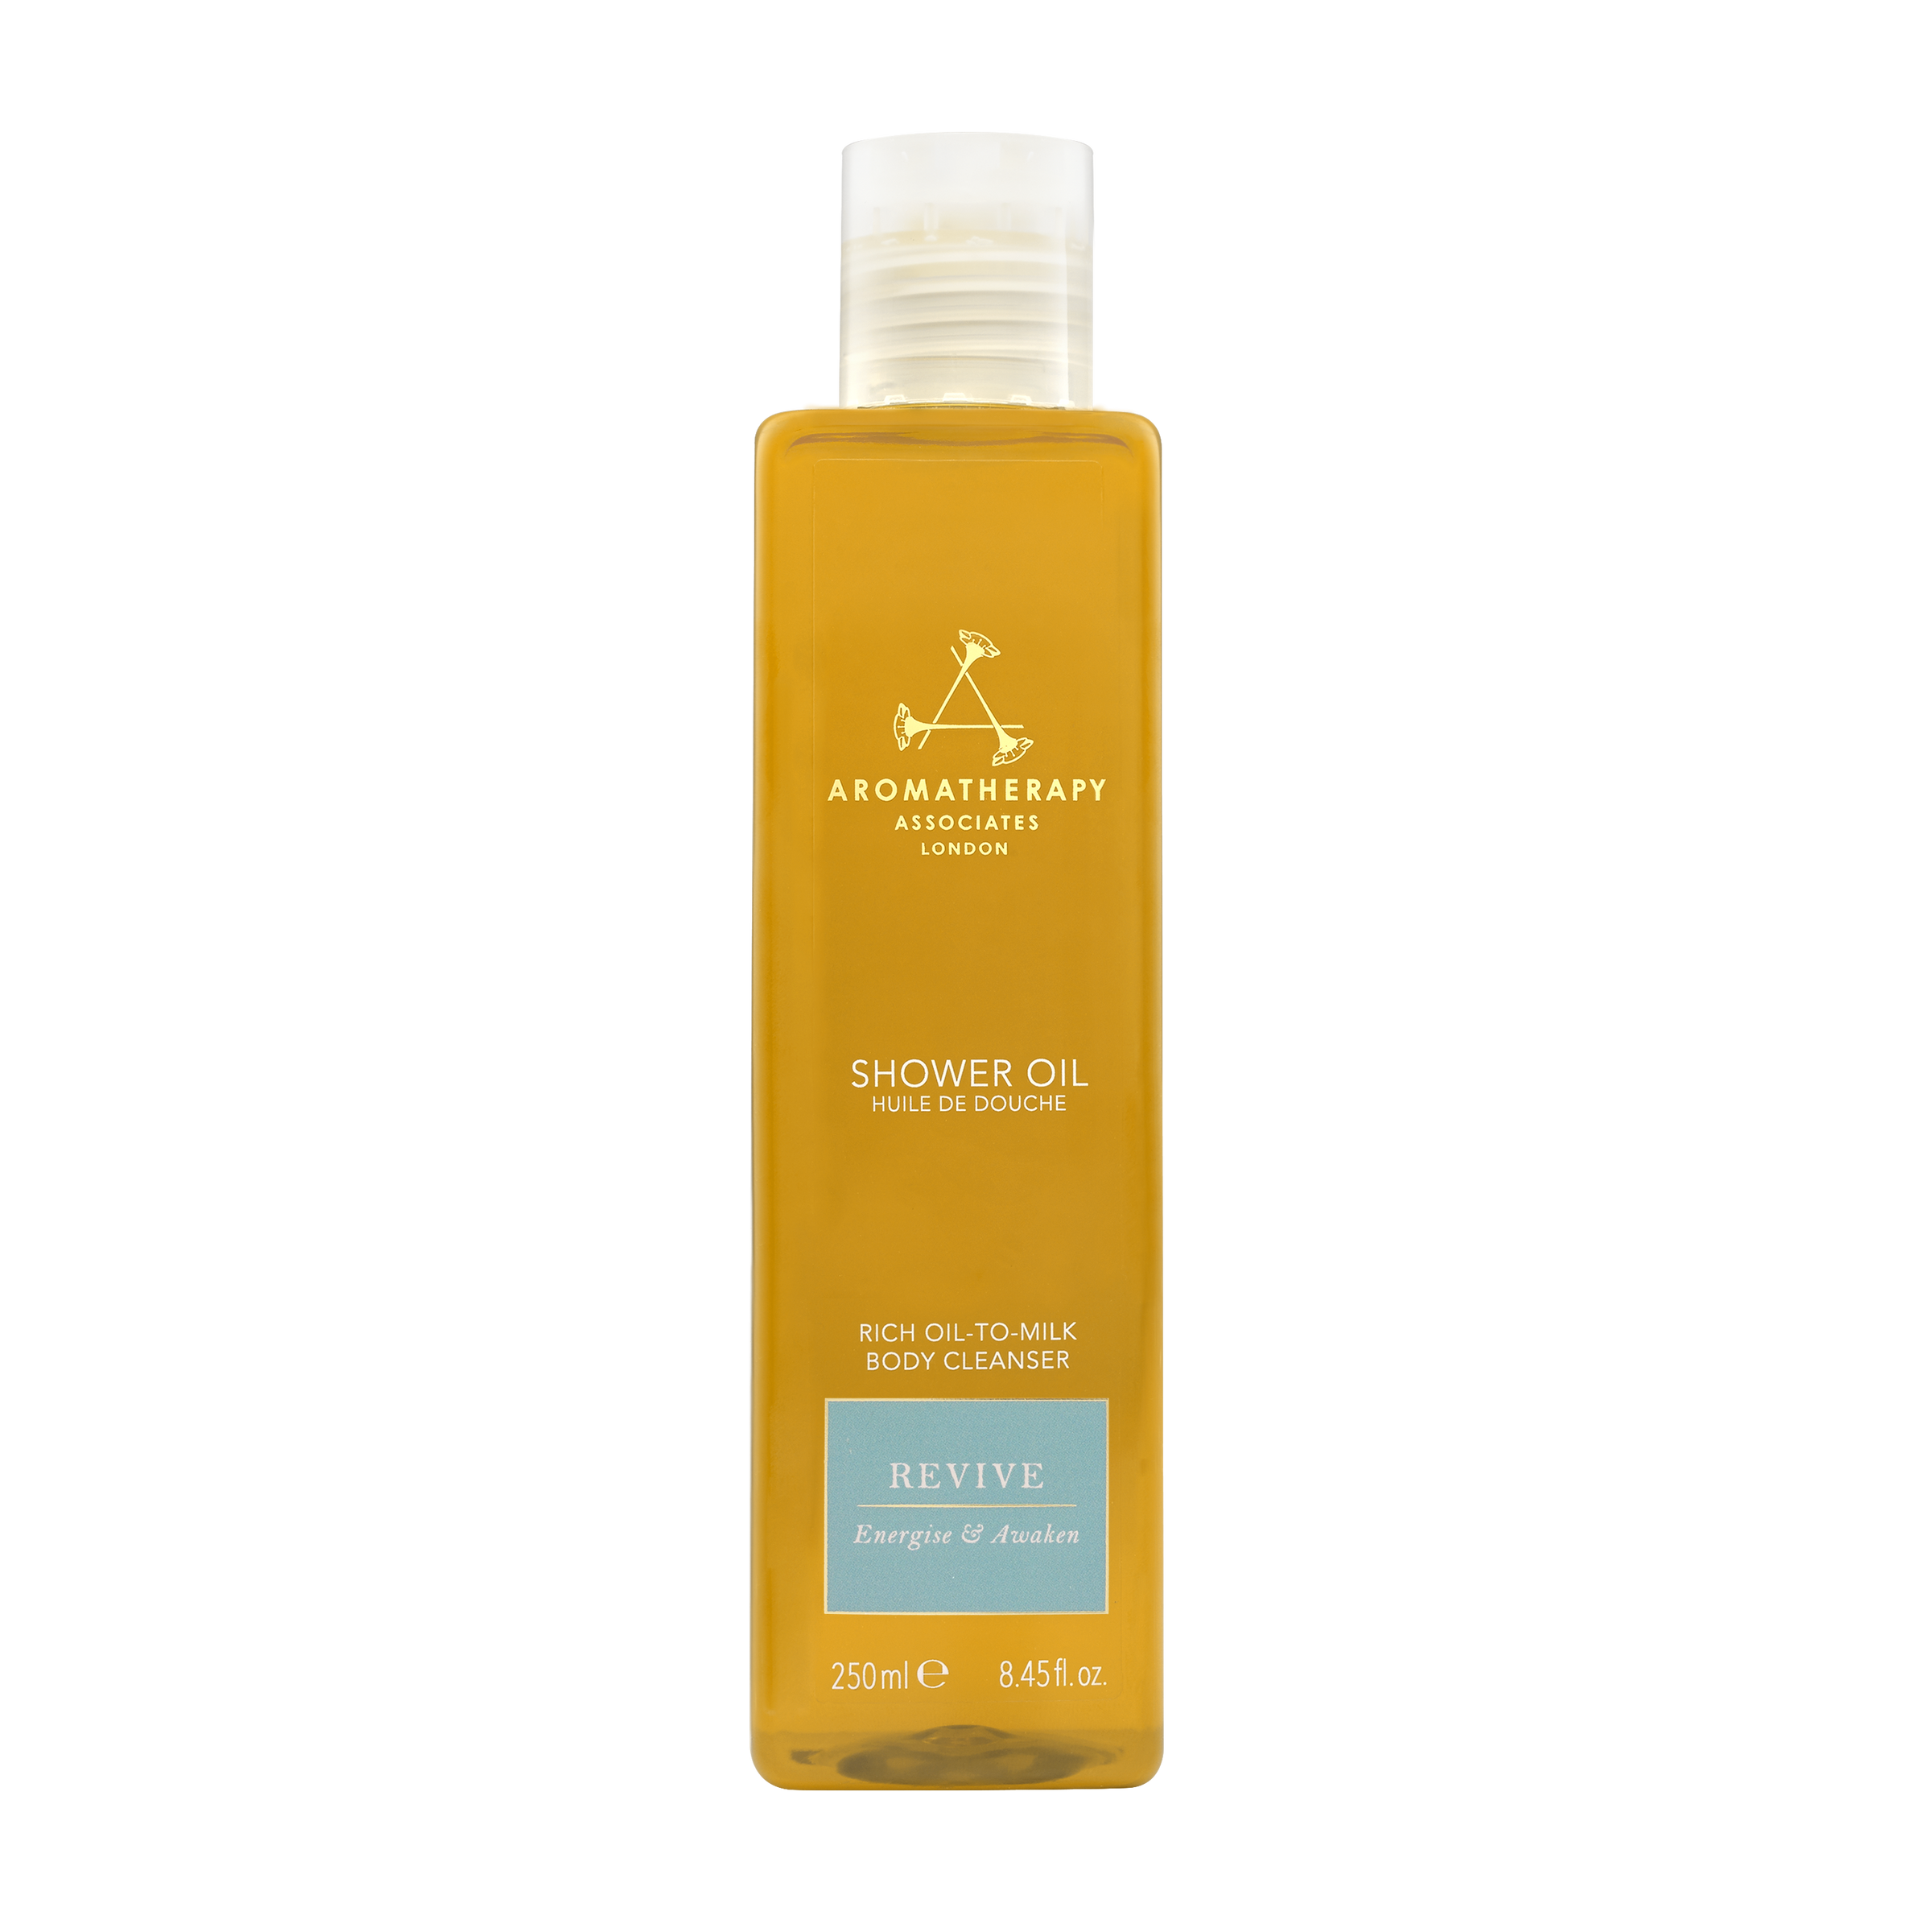 AROMATHERAPY
ASSOCIATES
LONDON
SHOWER OIL
HUILE DE DOUCHE
RICH OIL-TO-MILK
BODY CLEANSER
REVIVE
Energise & Awaken
250ml ℮ 8.45fl.oz.